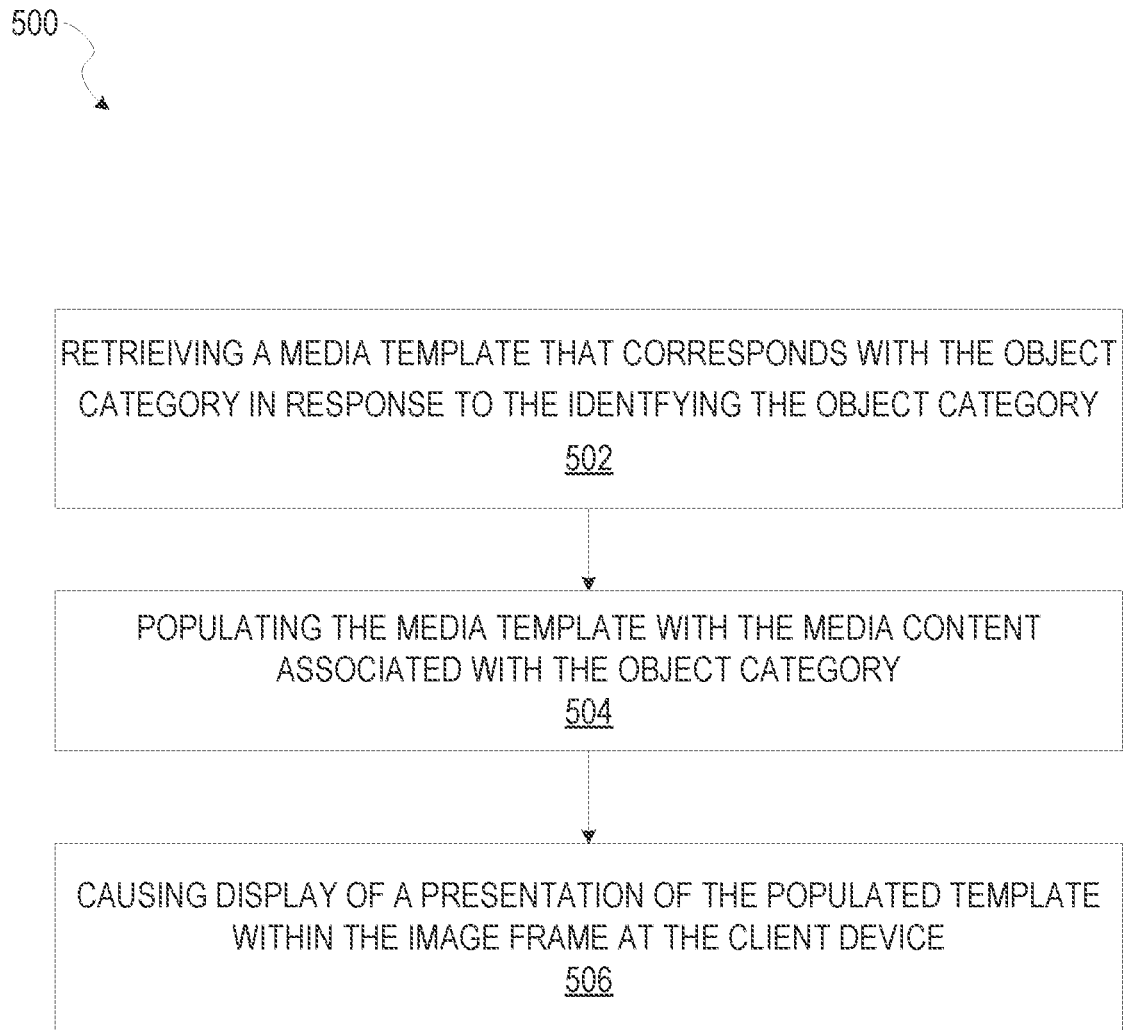 500
RETRIEIVING A MEDIA TEMPLATE THAT CORRESPONDS WITH THE OBJECT
CATEGORY IN RESPONSE TO THE IDENTFYING THE OBJECT CATEGORY
502
POPULATING THE MEDIA TEMPLATE WITH THE MEDIA CONTENT
ASSOCIATED WITH THE OBJECT CATEGORY
504
CAUSING DISPLAY OF A PRESENTATION OF THE POPULATED TEMPLATE
WITHIN THE IMAGE FRAME AT THE CLIENT DEVICE
506